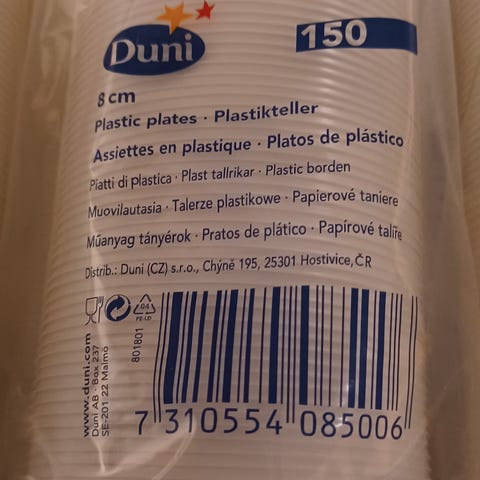 Duni
150
8 cm
Plastic plates · Plastikteller
Assiettes en plastique · Platos de plástico
Piatti di plastica · Plast tallrikar · Plastic borden
Muovilautasia · Talerze plastikowe · Papierové taniere
Műanyag tányérok · Pratos de plático · Papírové talíře
Distrib.: Duni (CZ) s.r.o., Chýně 195, 25301 Hostivice, ČR
04
PE-LD
801801
www.duni.com
Duni AB · Box 237
SE-201 22 Malmö
7 310554 085006